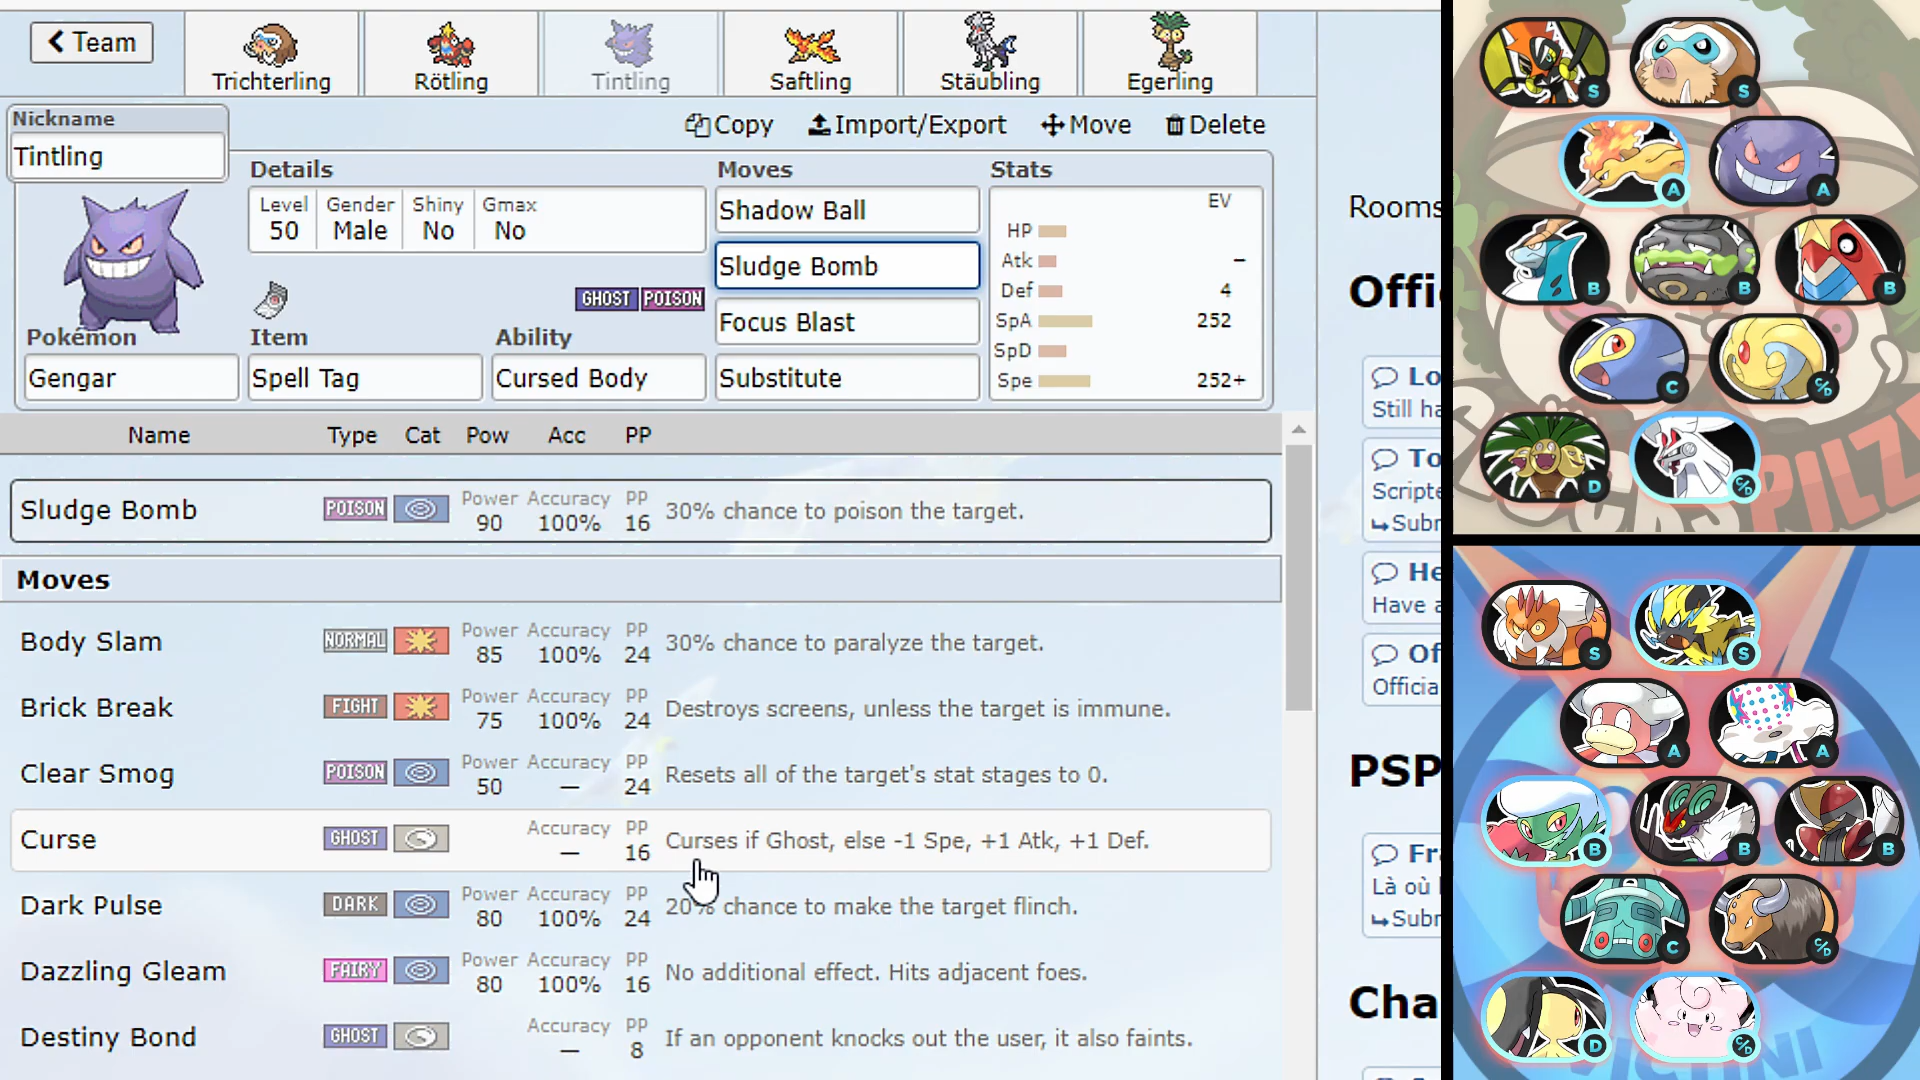 Team
Trichterling
Rötling
Tintling
Saftling
Stäubling
Egerling
Nickname
Tintling
Copy
Import/Export
Move
Delete
Details
Moves
Stats
Level
50
Gender
Male
Shiny
No
Gmax
No
GHOST POISON
Pokémon
Gengar
Item
Spell Tag
Ability
Cursed Body
Shadow Ball
Sludge Bomb
Focus Blast
Substitute
EV
HP
Atk –
Def 4
SpA 252
SpD
Spe 252+
Name Type Cat Pow Acc PP
Sludge Bomb POISON Power 90 Accuracy 100% PP 16 30% chance to poison the target.
Moves
Body Slam NORMAL Power 85 Accuracy 100% PP 24 30% chance to paralyze the target.
Brick Break FIGHT Power 75 Accuracy 100% PP 24 Destroys screens, unless the target is immune.
Clear Smog POISON Power 50 Accuracy — PP 24 Resets all of the target's stat stages to 0.
Curse GHOST Accuracy — PP 16 Curses if Ghost, else -1 Spe, +1 Atk, +1 Def.
Dark Pulse DARK Power 80 Accuracy 100% PP 24 20% chance to make the target flinch.
Dazzling Gleam FAIRY Power 80 Accuracy 100% PP 16 No additional effect. Hits adjacent foes.
Destiny Bond GHOST Accuracy — PP 8 If an opponent knocks out the user, it also faints.
Rooms
Offi
Lo
Still ha
To
Scripte
↳Subr
He
Have a
Of
Officia
PSP
Fr
Là où
↳Subr
Cha
S
S
A
A
B
B
B
C
C/D
D
C/D
PILZ
S
S
A
A
B
B
B
C
C/D
D
C/D